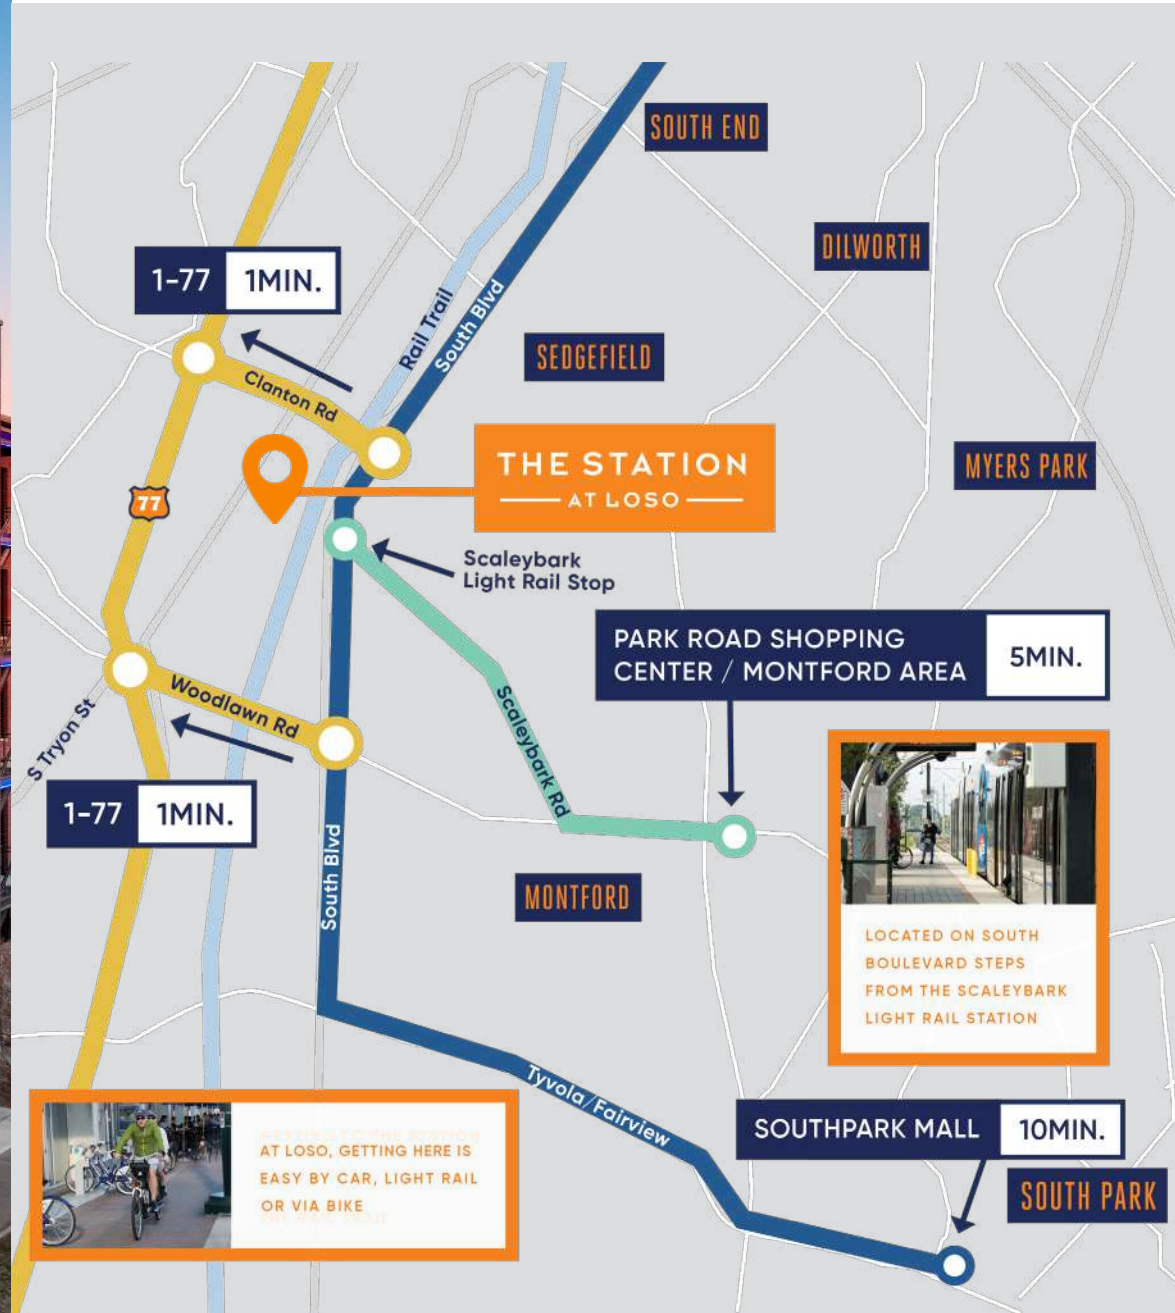 SOUTH END
DILWORTH
1-77 1MIN.
Rail Trail
South Blvd
SEDGEFIELD
Clanton Rd
THE STATION
AT LOSO
MYERS PARK
77
Scaleybark
Light Rail Stop
PARK ROAD SHOPPING
CENTER / MONTFORD AREA
5MIN.
Woodlawn Rd
S Tryon St
Scaleybark Rd
1-77 1MIN.
South Blvd
MONTFORD
LOCATED ON SOUTH
BOULEVARD STEPS
FROM THE SCALEYBARK
LIGHT RAIL STATION
Tyvola/Fairview
SOUTHPARK MALL 10MIN.
SOUTH PARK
AT LOSO, GETTING HERE IS
EASY BY CAR, LIGHT RAIL
OR VIA BIKE